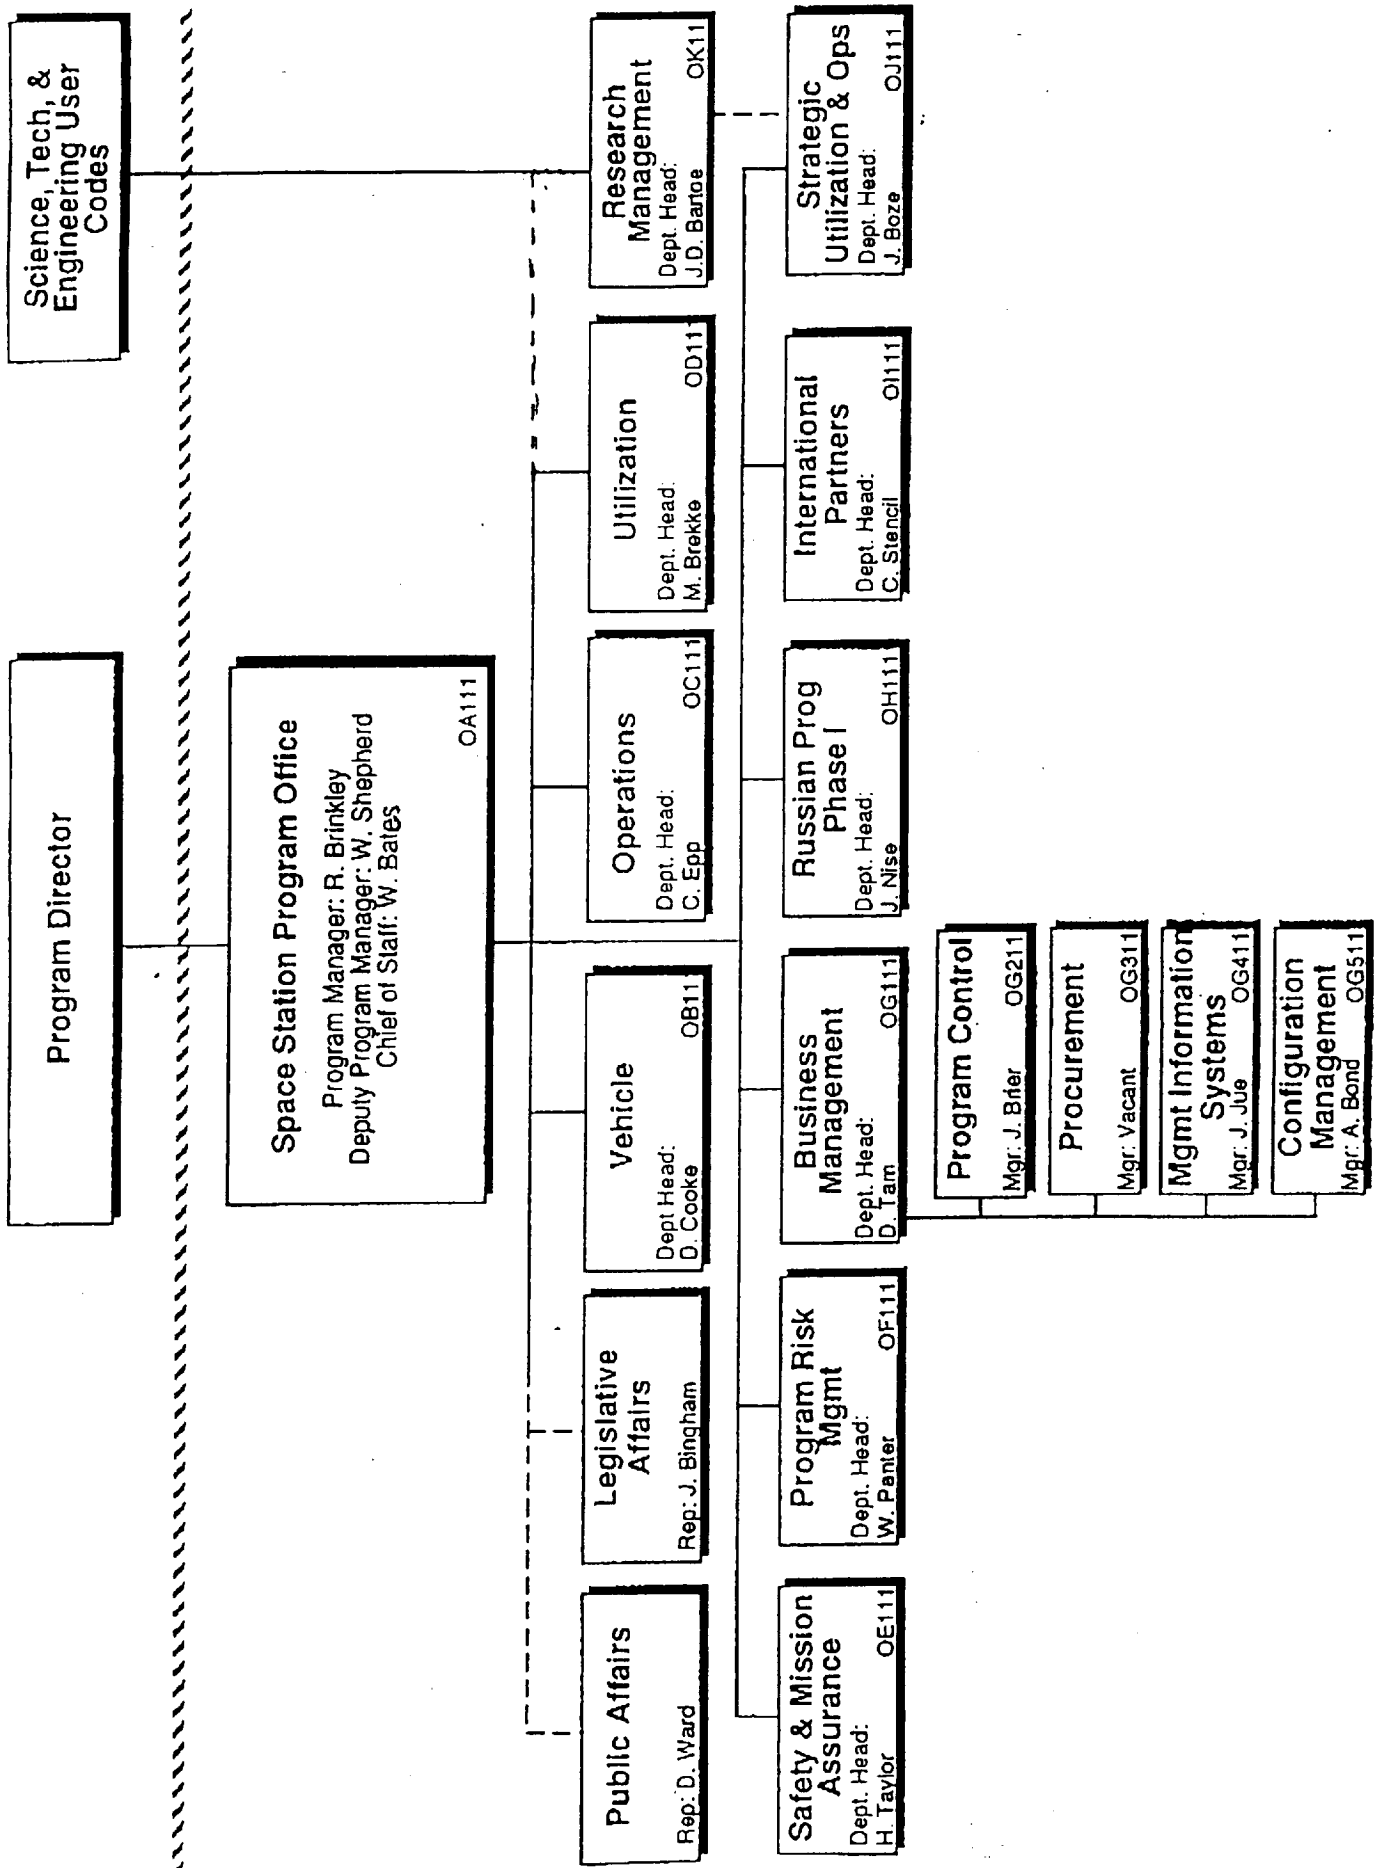 Program Director
Science, Tech, &
Engineering User
Codes
Space Station Program Office
Program Manager: R. Brinkley
Deputy Program Manager: W. Shepherd
Chief of Staff: W. Bates
OA111
Public Affairs
Rep: D. Ward
Legislative
Affairs
Rep: J. Bingham
Vehicle
Dept Head:
D. Cooke OB11
Operations
Dept. Head:
C. Epp OC111
Utilization
Dept. Head:
M. Brekke OD11
Research
Management
Dept. Head:
J.D. Bartoe OK11
Safety & Mission
Assurance
Dept. Head:
H. Taylor OE111
Program Risk
Mgmt
Dept. Head:
W. Panter OF111
Business
Management
Dept. Head:
D. Tam OG111
Russian Prog
Phase I
Dept. Head:
J. Nise OH111
International
Partners
Dept. Head:
C. Stencil OI111
Strategic
Utilization & Ops
Dept. Head:
J. Boze OJ111
Program Control
Mgr: J. Brier OG211
Procurement
Mgr: Vacant OG311
Mgmt Information
Systems
Mgr: J. Jue OG411
Configuration
Management
Mgr: A. Bond OG511